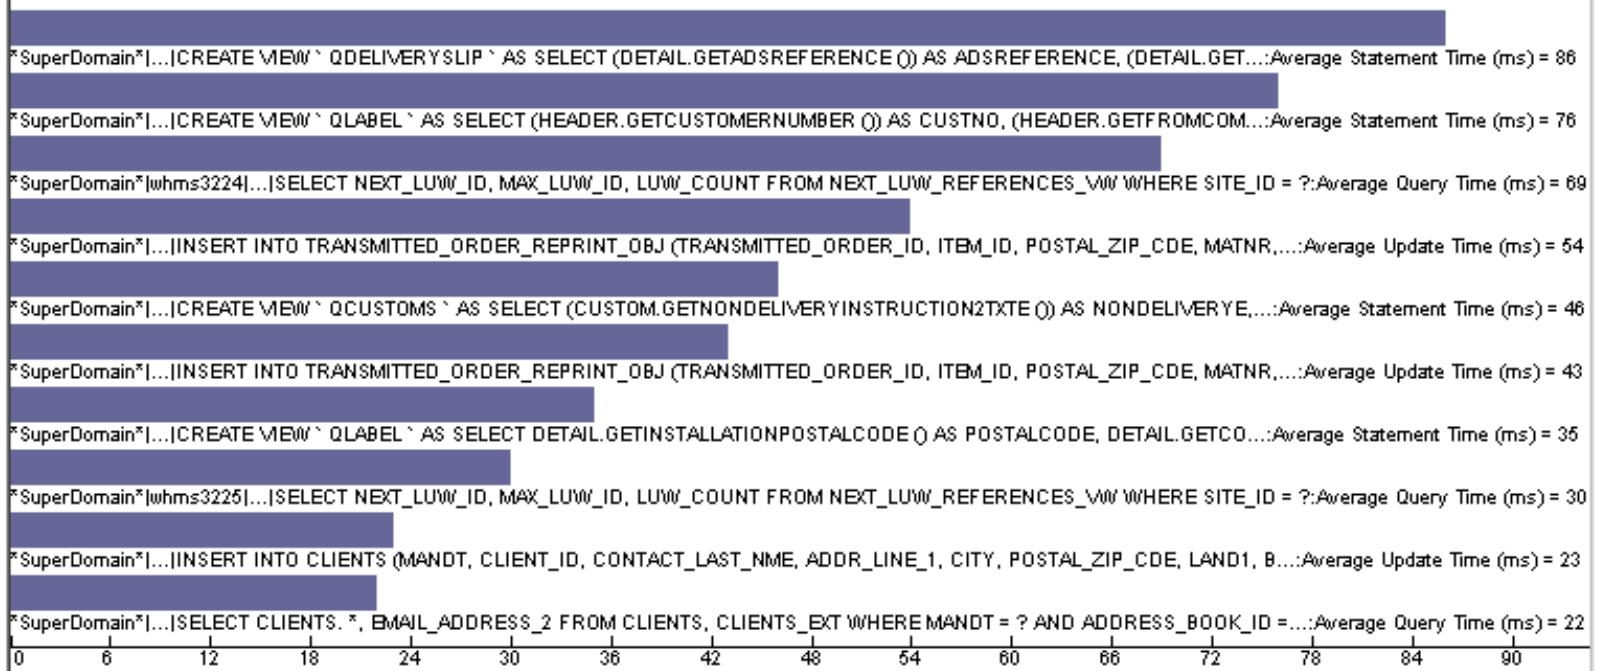 *SuperDomain*|...|CREATE VIEW ` QDELIVERYSLIP ` AS SELECT (DETAIL.GETADSREFERENCE ()) AS ADSREFERENCE, (DETAIL.GET...:Average Statement Time (ms) = 86
*SuperDomain*|...|CREATE VIEW ` QLABEL ` AS SELECT (HEADER.GETCUSTOMERNUMBER ()) AS CUSTNO, (HEADER.GETFROMCOM...:Average Statement Time (ms) = 76
*SuperDomain*|whms3224|...|SELECT NEXT_LUW_ID, MAX_LUW_ID, LUW_COUNT FROM NEXT_LUW_REFERENCES_VW WHERE SITE_ID = ?:Average Query Time (ms) = 69
*SuperDomain*|...|INSERT INTO TRANSMITTED_ORDER_REPRINT_OBJ (TRANSMITTED_ORDER_ID, ITEM_ID, POSTAL_ZIP_CDE, MATNR,...:Average Update Time (ms) = 54
*SuperDomain*|...|CREATE VIEW ` QCUSTOMS ` AS SELECT (CUSTOM.GETNONDELIVERYINSTRUCTION2TXTE ()) AS NONDELIVERYE,...:Average Statement Time (ms) = 46
*SuperDomain*|...|INSERT INTO TRANSMITTED_ORDER_REPRINT_OBJ (TRANSMITTED_ORDER_ID, ITEM_ID, POSTAL_ZIP_CDE, MATNR,...:Average Update Time (ms) = 43
*SuperDomain*|...|CREATE VIEW ` QLABEL ` AS SELECT DETAIL.GETINSTALLATIONPOSTALCODE () AS POSTALCODE, DETAIL.GETCO...:Average Statement Time (ms) = 35
*SuperDomain*|whms3225|...|SELECT NEXT_LUW_ID, MAX_LUW_ID, LUW_COUNT FROM NEXT_LUW_REFERENCES_VW WHERE SITE_ID = ?:Average Query Time (ms) = 30
*SuperDomain*|...|INSERT INTO CLIENTS (MANDT, CLIENT_ID, CONTACT_LAST_NME, ADDR_LINE_1, CITY, POSTAL_ZIP_CDE, LAND1, B...:Average Update Time (ms) = 23
*SuperDomain*|...|SELECT CLIENTS. *, EMAIL_ADDRESS_2 FROM CLIENTS, CLIENTS_EXT WHERE MANDT = ? AND ADDRESS_BOOK_ID =...:Average Query Time (ms) = 22
0 6 12 18 24 30 36 42 48 54 60 66 72 78 84 90